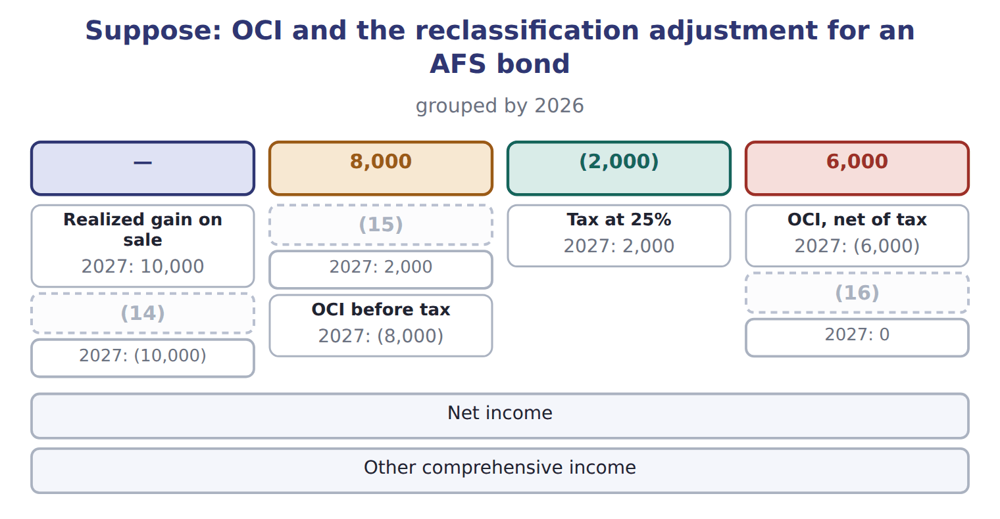 Suppose: OCI and the reclassification adjustment for an
AFS bond
grouped by 2026
—
Realized gain on
sale
2027: 10,000
(14)
2027: (10,000)
8,000
(15)
2027: 2,000
OCI before tax
2027: (8,000)
(2,000)
Tax at 25%
2027: 2,000
6,000
OCI, net of tax
2027: (6,000)
(16)
2027: 0
Net income
Other comprehensive income